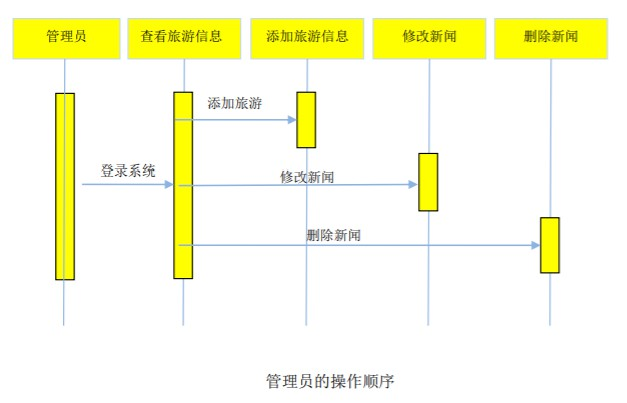 管理员
查看旅游信息
添加旅游信息
修改新闻
删除新闻
添加旅游
登录系统
修改新闻
删除新闻
管理员的操作顺序